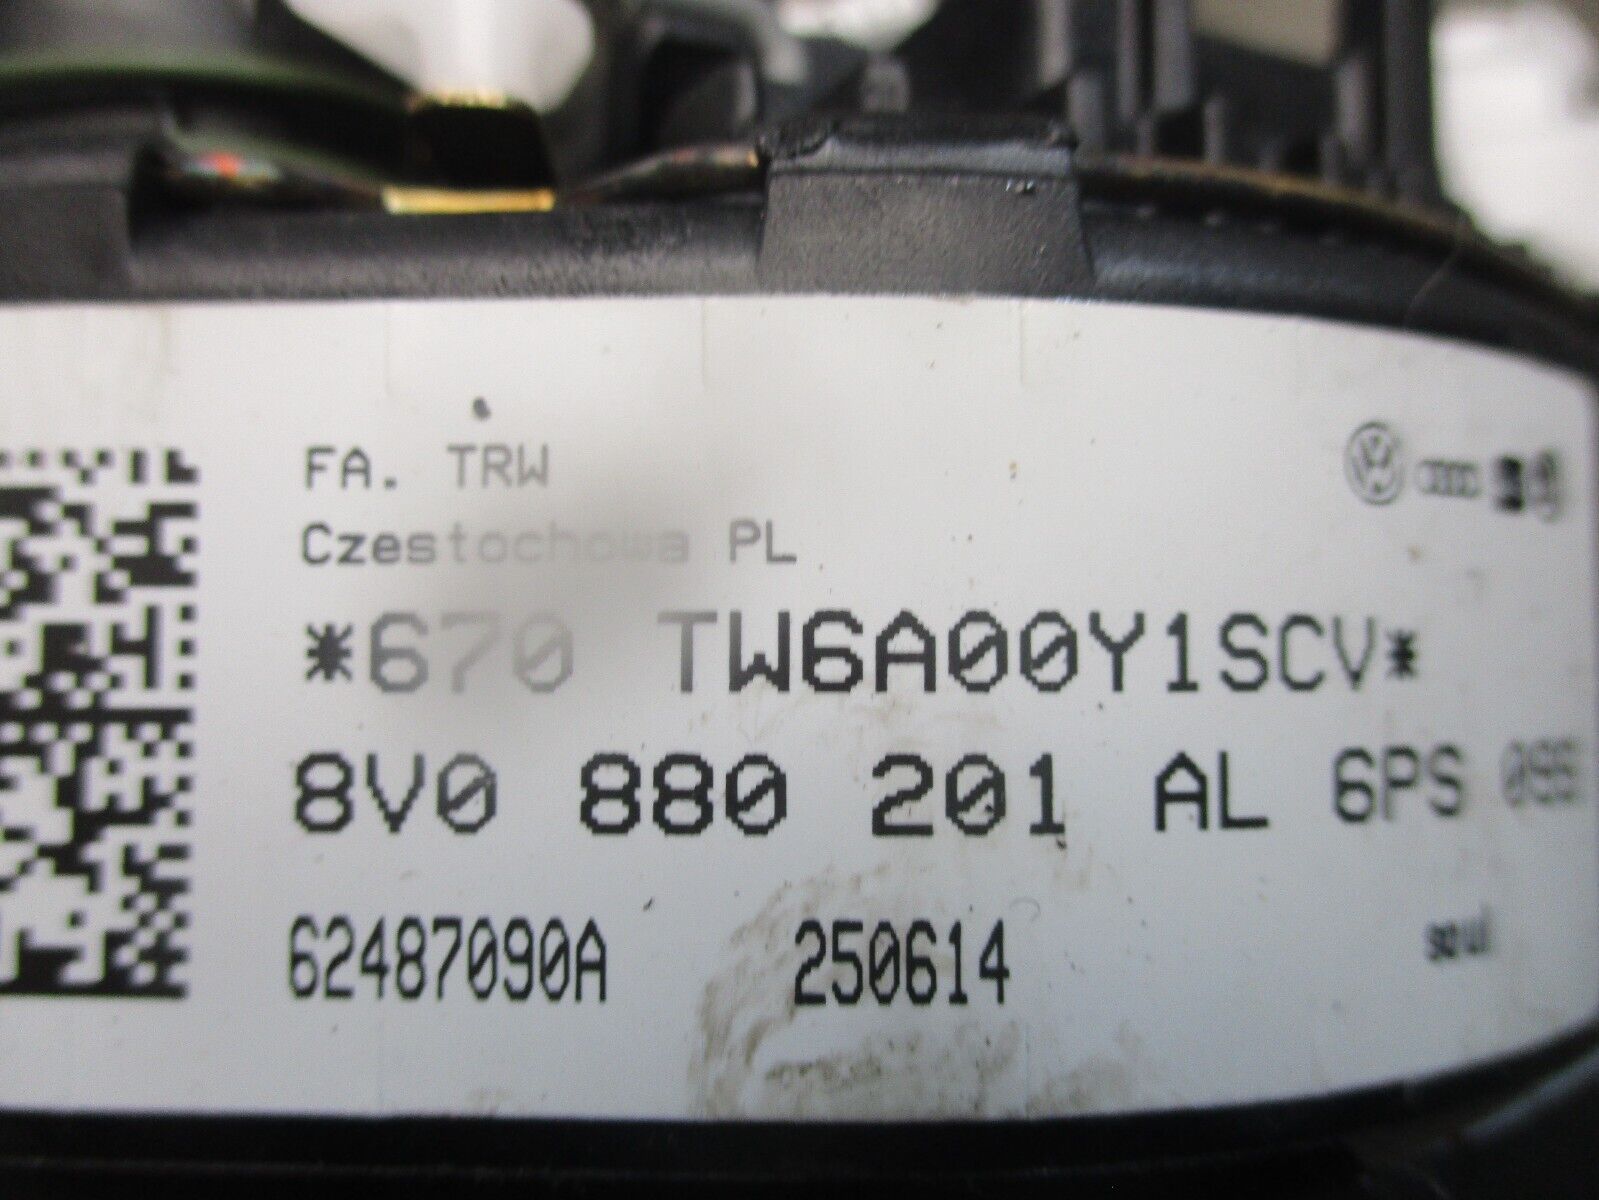 FA. TRW
Czestochowa PL
*670 TW6A00Y1SCV*
8V0 880 201 AL 6PS
62487090A 250614